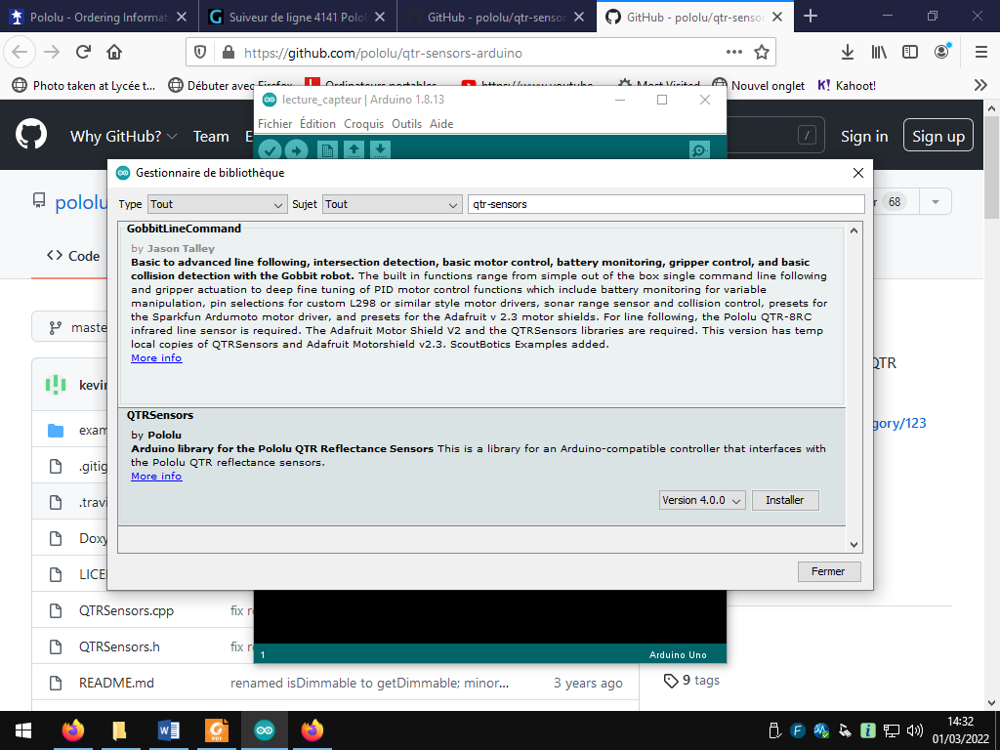 Pololu - Ordering Informat
Suiveur de ligne 4141 Polol
GitHub - pololu/qtr-sensor
GitHub - pololu/qtr-senso
https://github.com/pololu/qtr-sensors-arduino
Photo taken at Lycée t...
Débuter avec Firefox
https://www.youtube
Most Visited
Nouvel onglet
Kahoot!
lecture_capteur | Arduino 1.8.13
Fichier Édition Croquis Outils Aide
Why GitHub?
Team
E
/
Sign in
Sign up
Gestionnaire de bibliothèque
pololu
68
Type Tout Sujet Tout qtr-sensors
Code
GobbitLineCommand
by Jason Talley
Basic to advanced line following, intersection detection, basic motor control, battery monitoring, gripper control, and basic
collision detection with the Gobbit robot. The built in functions range from simple out of the box single command line following
and gripper actuation to deep fine tuning of PID motor control functions which include battery monitoring for variable
manipulation, pin selections for custom L298 or similar style motor drivers, sonar range sensor and collision control, presets for
the Sparkfun Ardumoto motor driver, and presets for the Adafruit v 2.3 motor shields. For line following, the Pololu QTR-8RC
infrared line sensor is required. The Adafruit Motor Shield V2 and the QTRSensors libraries are required. This version has temp
local copies of QTRSensors and Adafruit Motorshield v2.3. ScoutBotics Examples added.
More info
QTRSensors
by Pololu
Arduino library for the Pololu QTR Reflectance Sensors This is a library for an Arduino-compatible controller that interfaces with
the Pololu QTR reflectance sensors.
More info
Version 4.0.0
Installer
Fermer
maste
kevin
exam
.gitig
.travi
Doxy
LICE
QTR
gory/123
QTRSensors.cpp
fix re
QTRSensors.h
fix re
README.md
renamed isDimmable to getDimmable; minor...
3 years ago
1
Arduino Uno
9 tags
14:32
01/03/2022